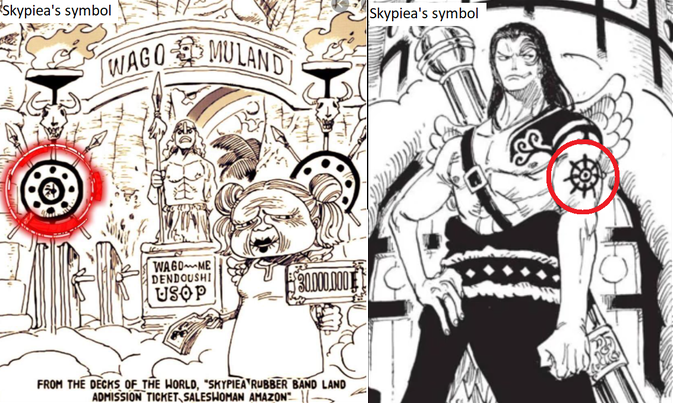 Skypiea's symbol
WAGO MULAND
WAGO~ME
DENDOUSHI
USOP
30,000,000
FROM THE DECKS OF THE WORLD, "SKYPIEA RUBBER BAND LAND
ADMISSION TICKET SALESWOMAN AMAZON"
Skypiea's symbol